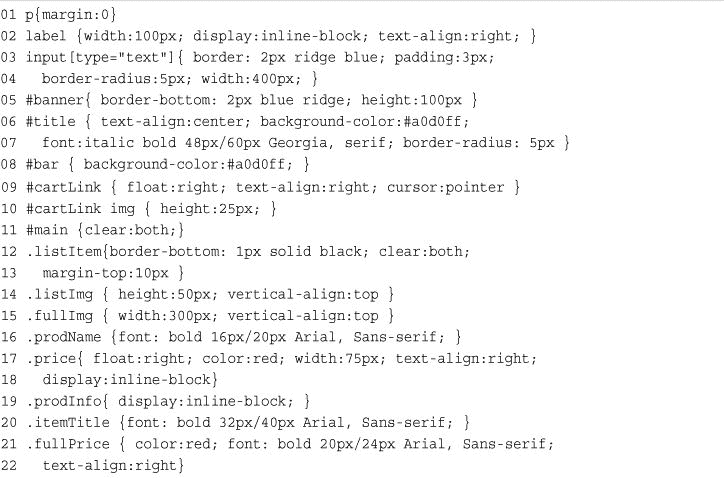 01 p{margin:0}
02 label {width:100px; display:inline-block; text-align:right; }
03 input[type="text"]{ border: 2px ridge blue; padding:3px;
04   border-radius:5px; width:400px; }
05 #banner{ border-bottom: 2px blue ridge; height:100px }
06 #title { text-align:center; background-color:#a0d0ff;
07   font:italic bold 48px/60px Georgia, serif; border-radius: 5px }
08 #bar { background-color:#a0d0ff; }
09 #cartLink { float:right; text-align:right; cursor:pointer }
10 #cartLink img { height:25px; }
11 #main {clear:both;}
12 .listItem{border-bottom: 1px solid black; clear:both;
13   margin-top:10px }
14 .listImg { height:50px; vertical-align:top }
15 .fullImg { width:300px; vertical-align:top }
16 .prodName {font: bold 16px/20px Arial, Sans-serif; }
17 .price{ float:right; color:red; width:75px; text-align:right;
18   display:inline-block}
19 .prodInfo{ display:inline-block; }
20 .itemTitle {font: bold 32px/40px Arial, Sans-serif; }
21 .fullPrice { color:red; font: bold 20px/24px Arial, Sans-serif;
22   text-align:right}